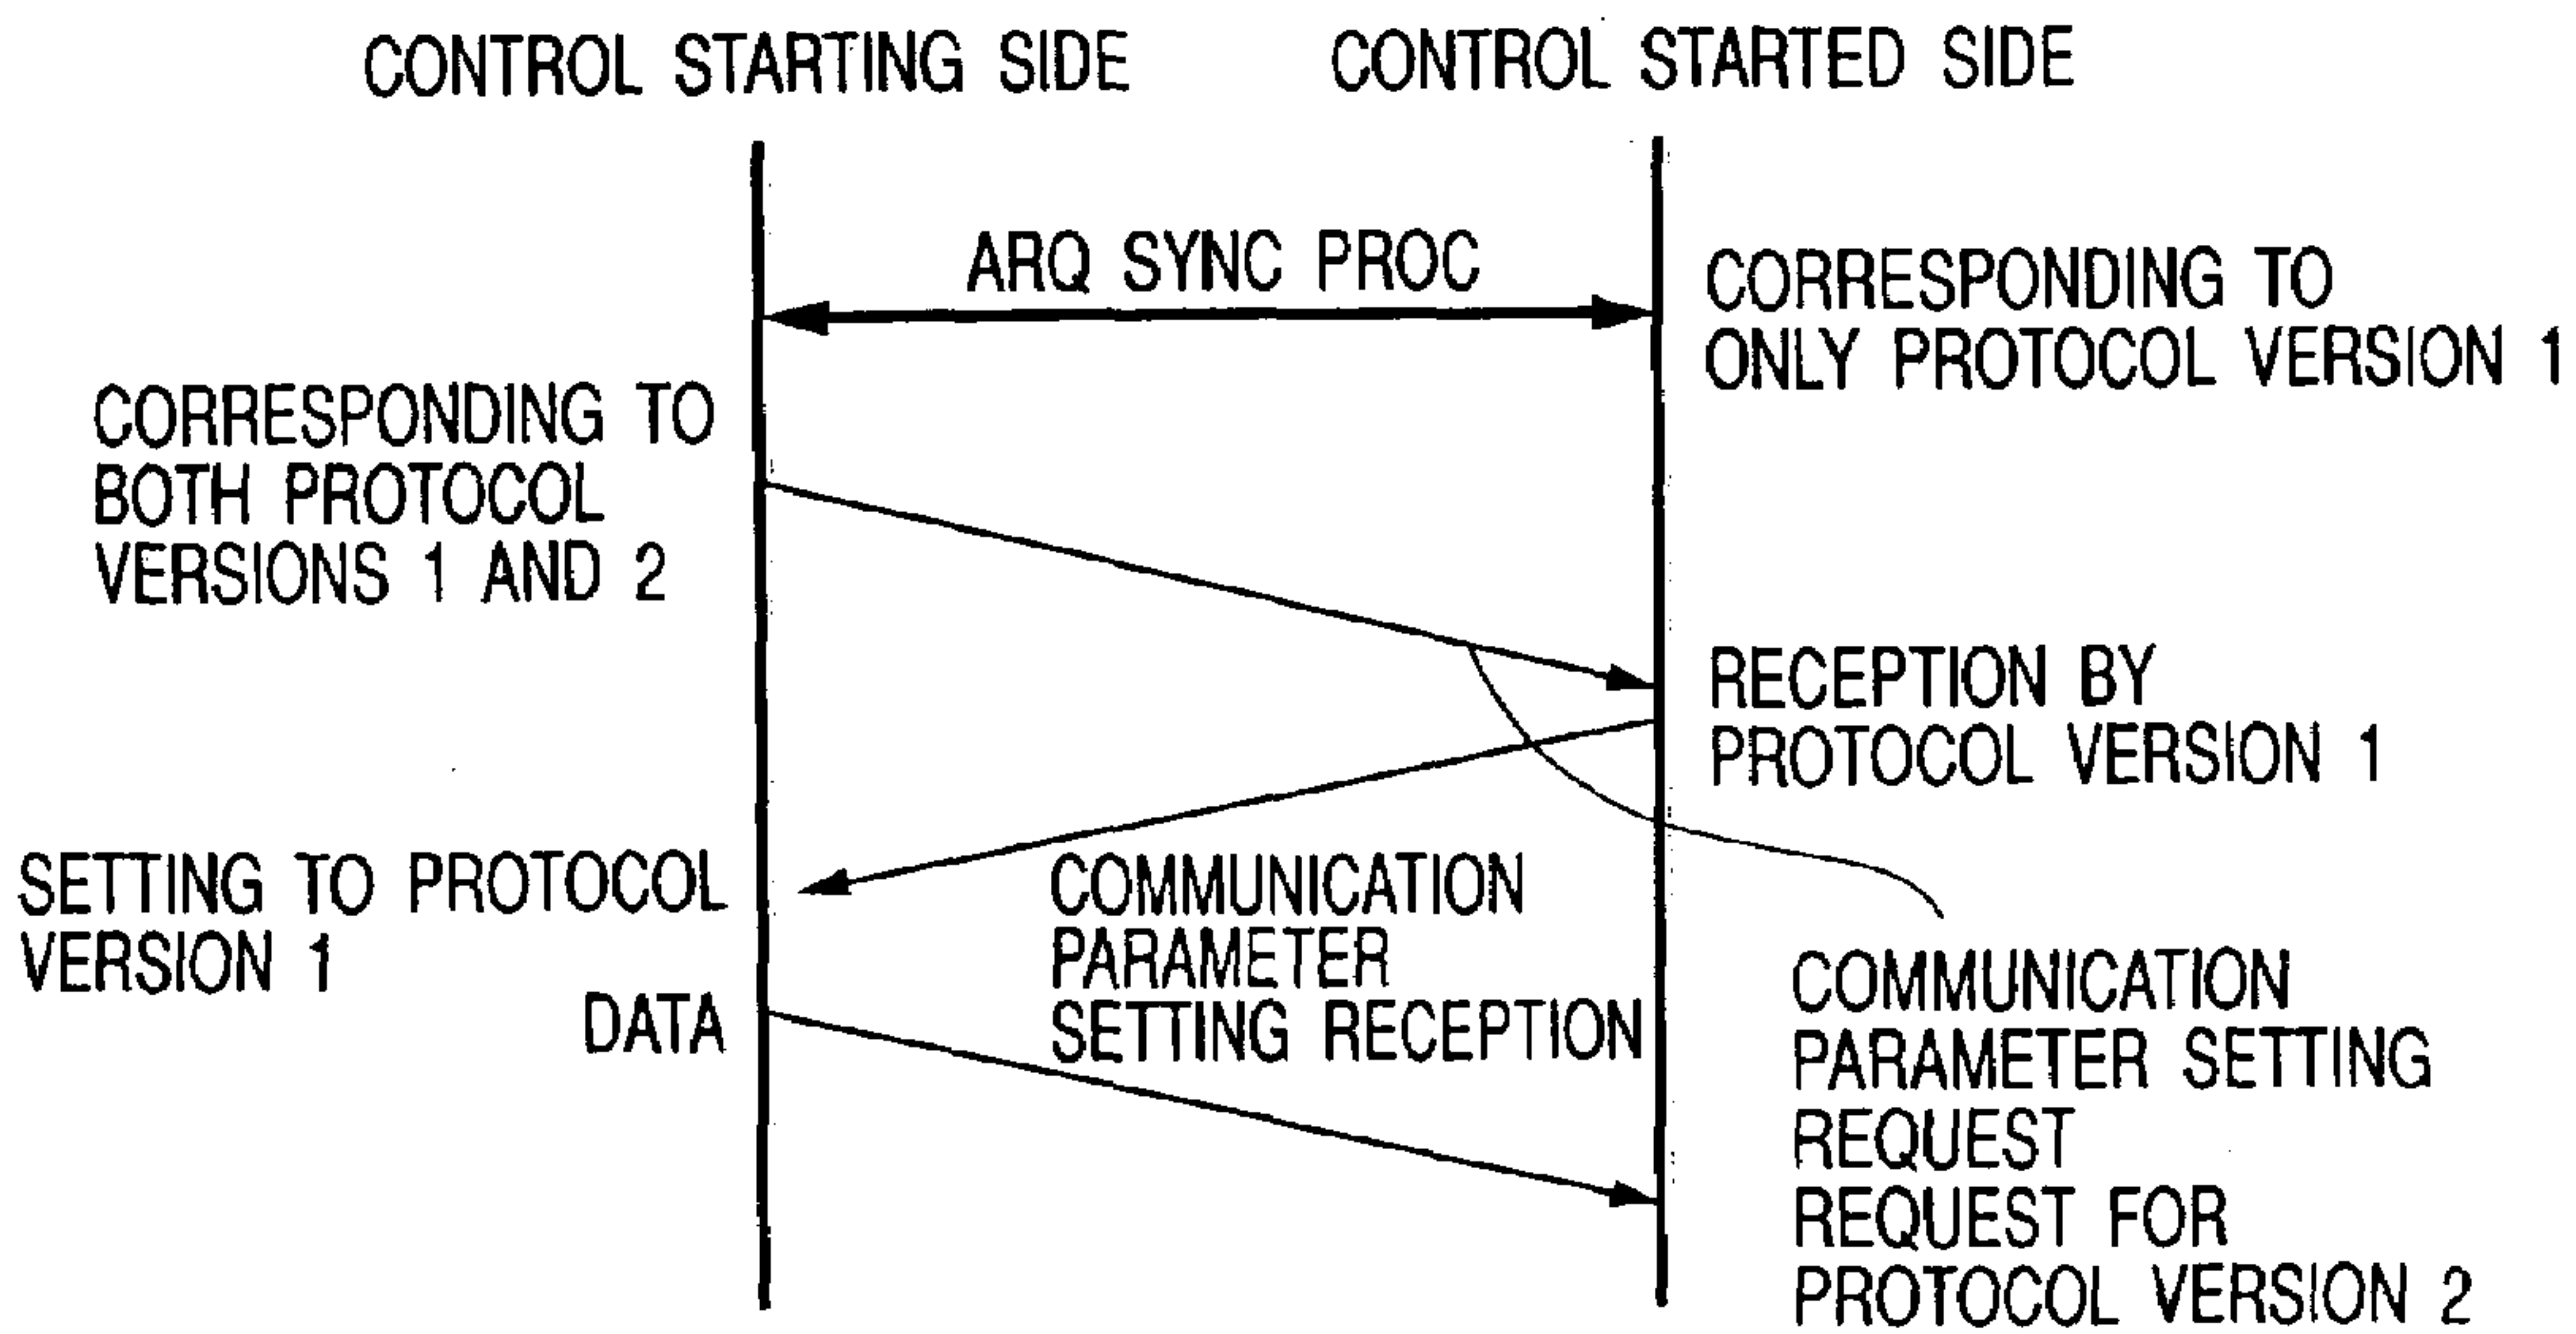 CONTROL STARTING SIDE
CONTROL STARTED SIDE
ARQ SYNC PROC
CORRESPONDING TO
ONLY PROTOCOL VERSION 1
CORRESPONDING TO
BOTH PROTOCOL
VERSIONS 1 AND 2
RECEPTION BY
PROTOCOL VERSION 1
SETTING TO PROTOCOL
VERSION 1
COMMUNICATION
PARAMETER
SETTING RECEPTION
DATA
COMMUNICATION
PARAMETER SETTING
REQUEST
REQUEST FOR
PROTOCOL VERSION 2